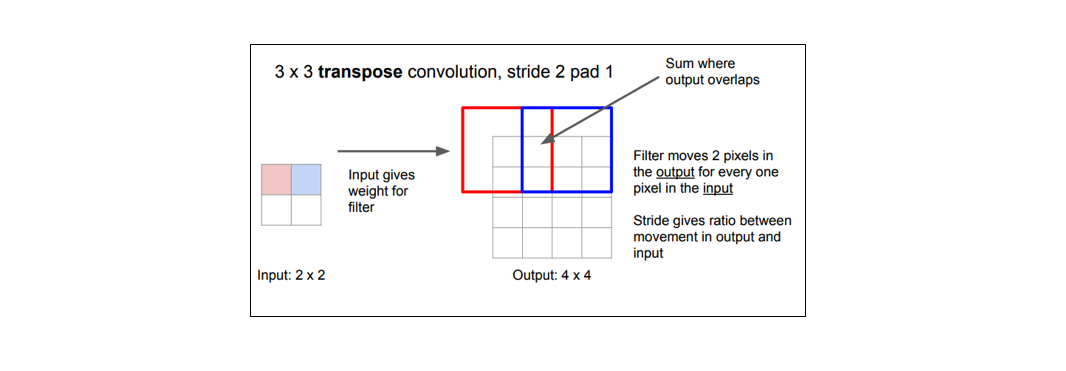 3 x 3 transpose convolution, stride 2 pad 1
Sum where
output overlaps
Input gives
weight for
filter
Filter moves 2 pixels in
the output for every one
pixel in the input
Stride gives ratio between
movement in output and
input
Input: 2 x 2
Output: 4 x 4